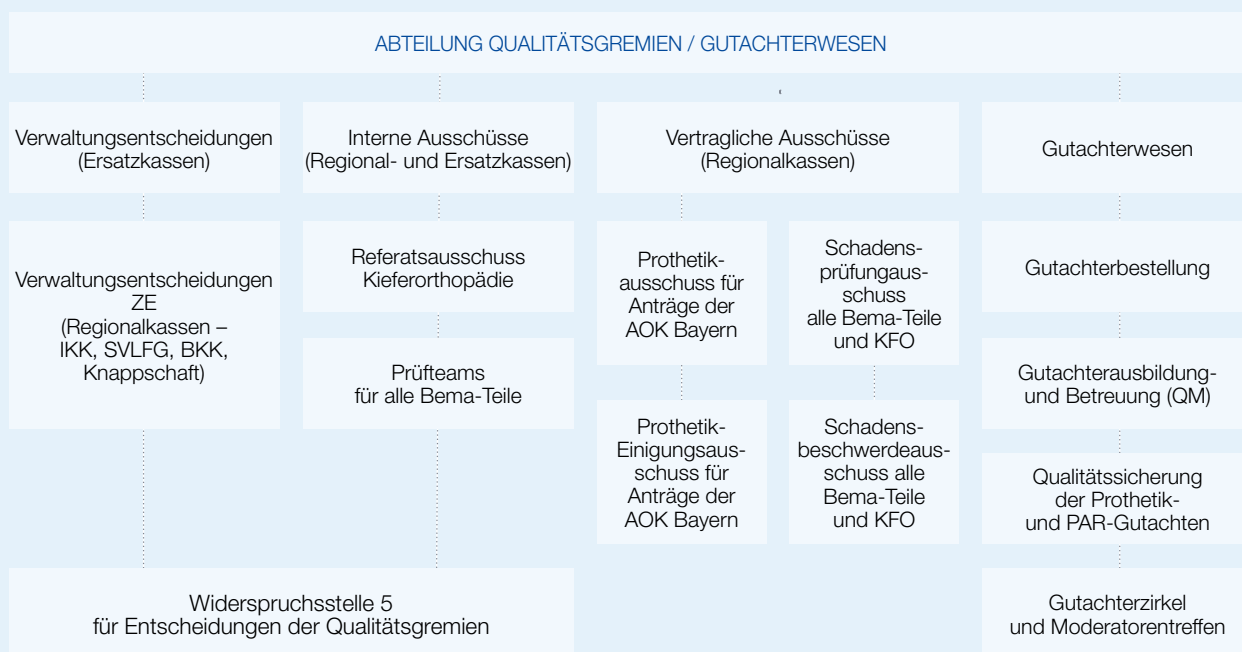 ABTEILUNG QUALITÄTSGREMIEN / GUTACHTERWESEN
Verwaltungsentscheidungen
(Ersatzkassen)
Interne Ausschüsse
(Regional- und Ersatzkassen)
Vertragliche Ausschüsse
(Regionalkassen)
Gutachterwesen
Verwaltungsentscheidungen
ZE
(Regionalkassen –
IKK, SVLFG, BKK,
Knappschaft)
Referatsausschuss
Kieferorthopädie
Prüfteams
für alle Bema-Teile
Prothetik-
ausschuss für
Anträge der
AOK Bayern
Schadens-
prüfungaus-
schuss
alle Bema-Teile
und KFO
Prothetik-
Einigungsaus-
schuss für
Anträge der
AOK Bayern
Schadens-
beschwerdeaus-
schuss alle
Bema-Teile
und KFO
Gutachterbestellung
Gutachterausbildung-
und Betreuung (QM)
Qualitätssicherung
der Prothetik-
und PAR-Gutachten
Widerspruchsstelle 5
für Entscheidungen der Qualitätsgremien
Gutachterzirkel
und Moderatorentreffen